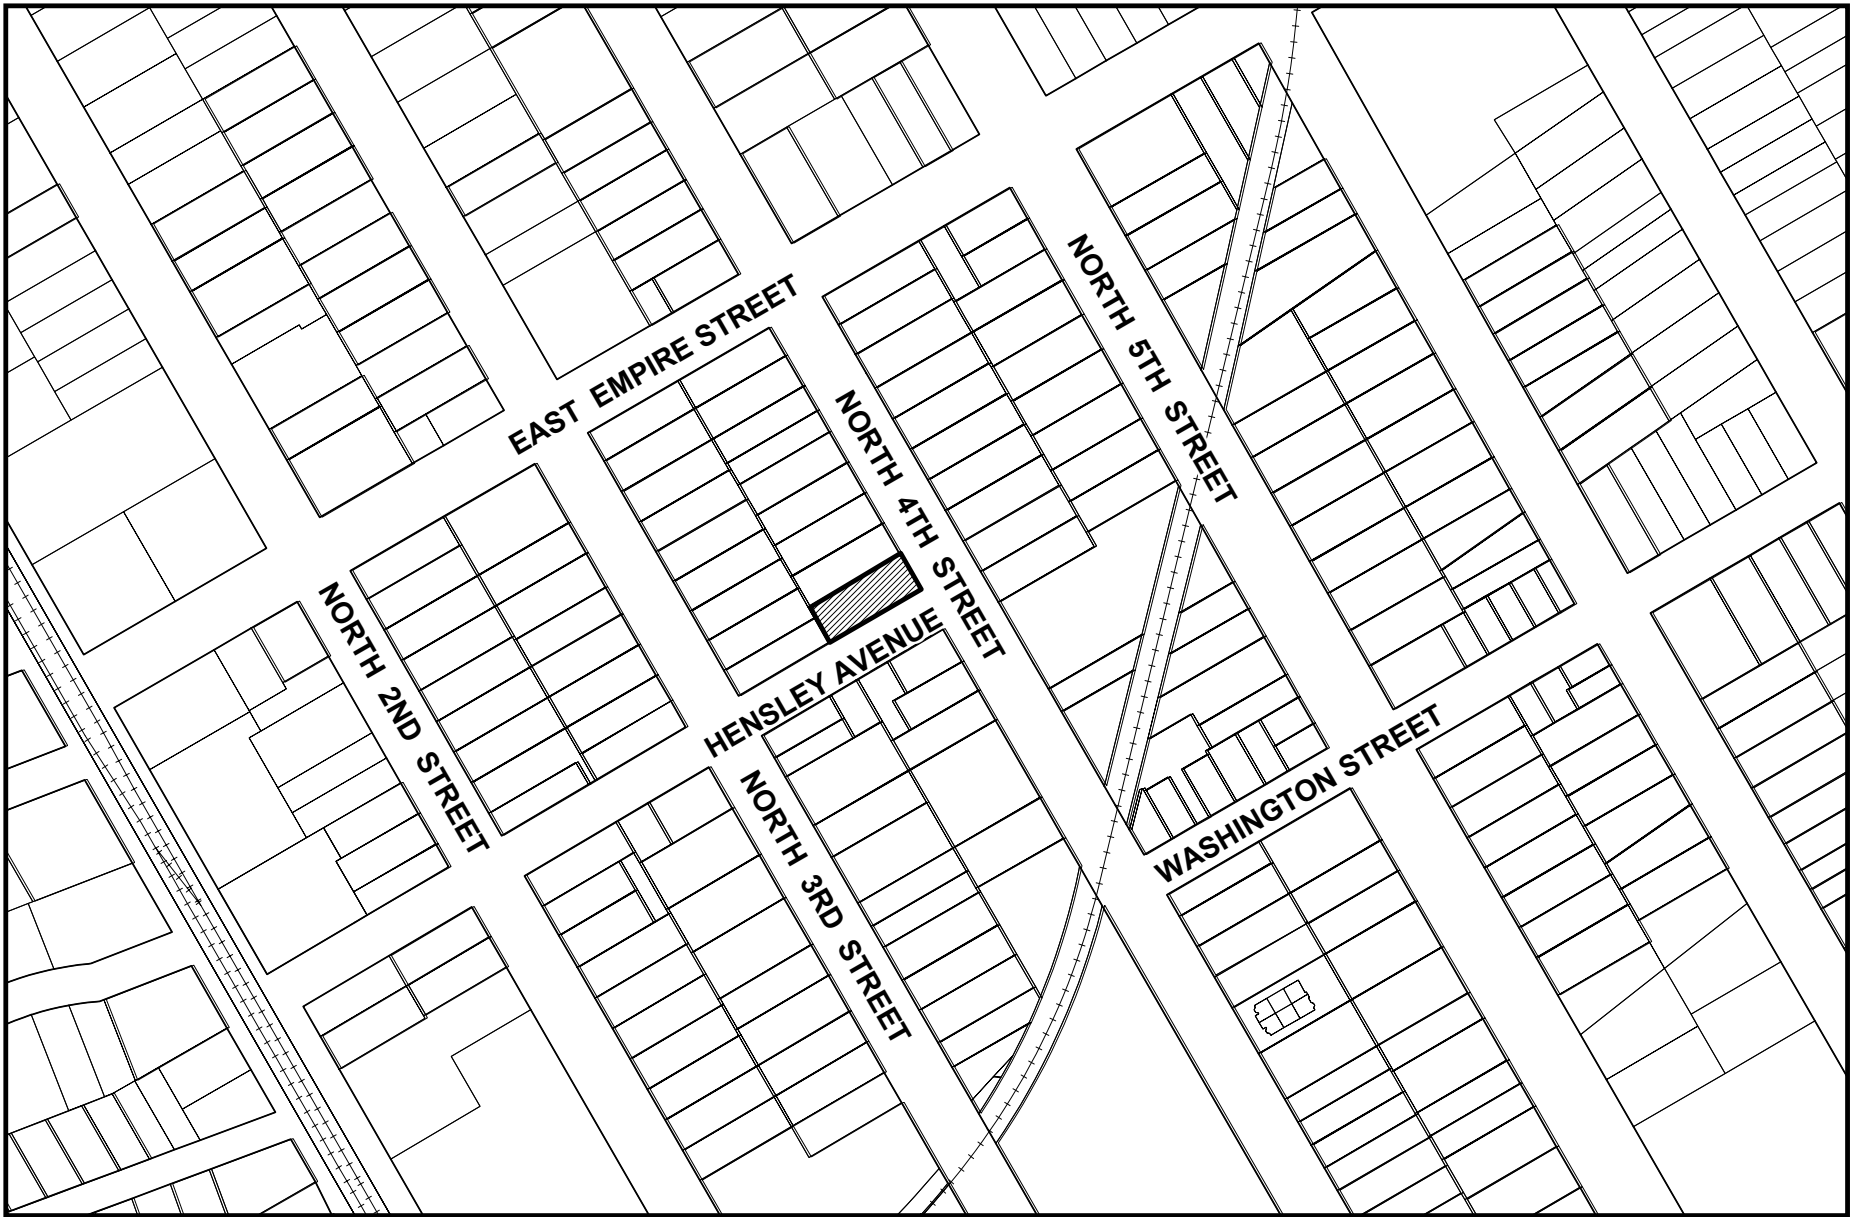 EAST EMPIRE STREET
NORTH 5TH STREET
NORTH 4TH STREET
NORTH 2ND STREET
HENSLEY AVENUE
NORTH 3RD STREET
WASHINGTON STREET